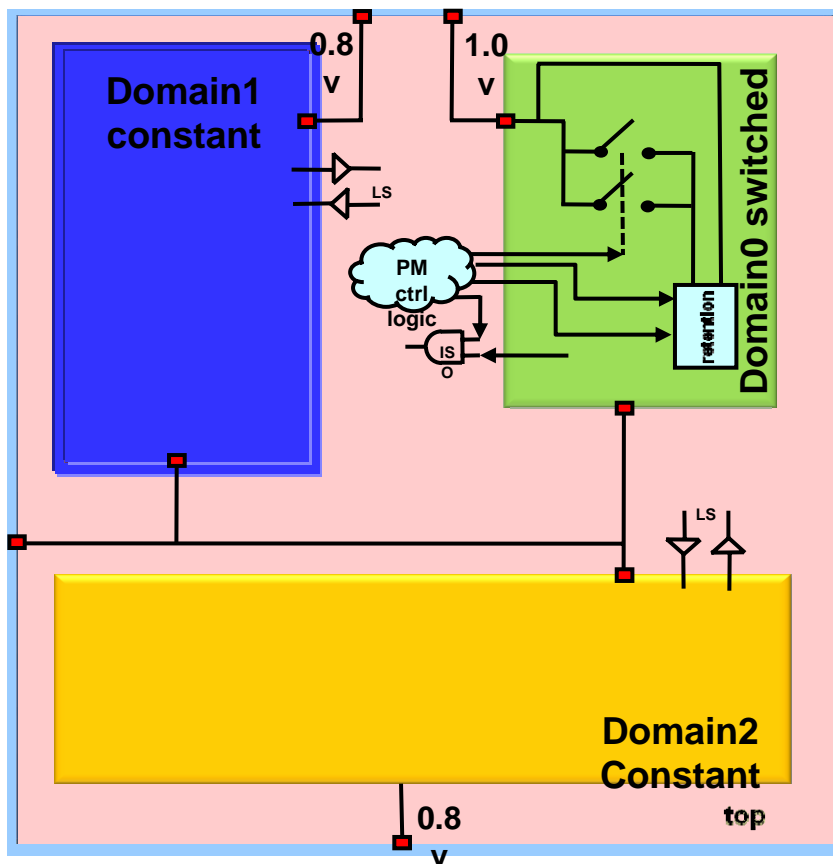 0.8
v
1.0
v
Domain1
constant
LS
Domain0 switched
PM
ctrl
logic
IS
O
retention
LS
Domain2
Constant
top
0.8
v